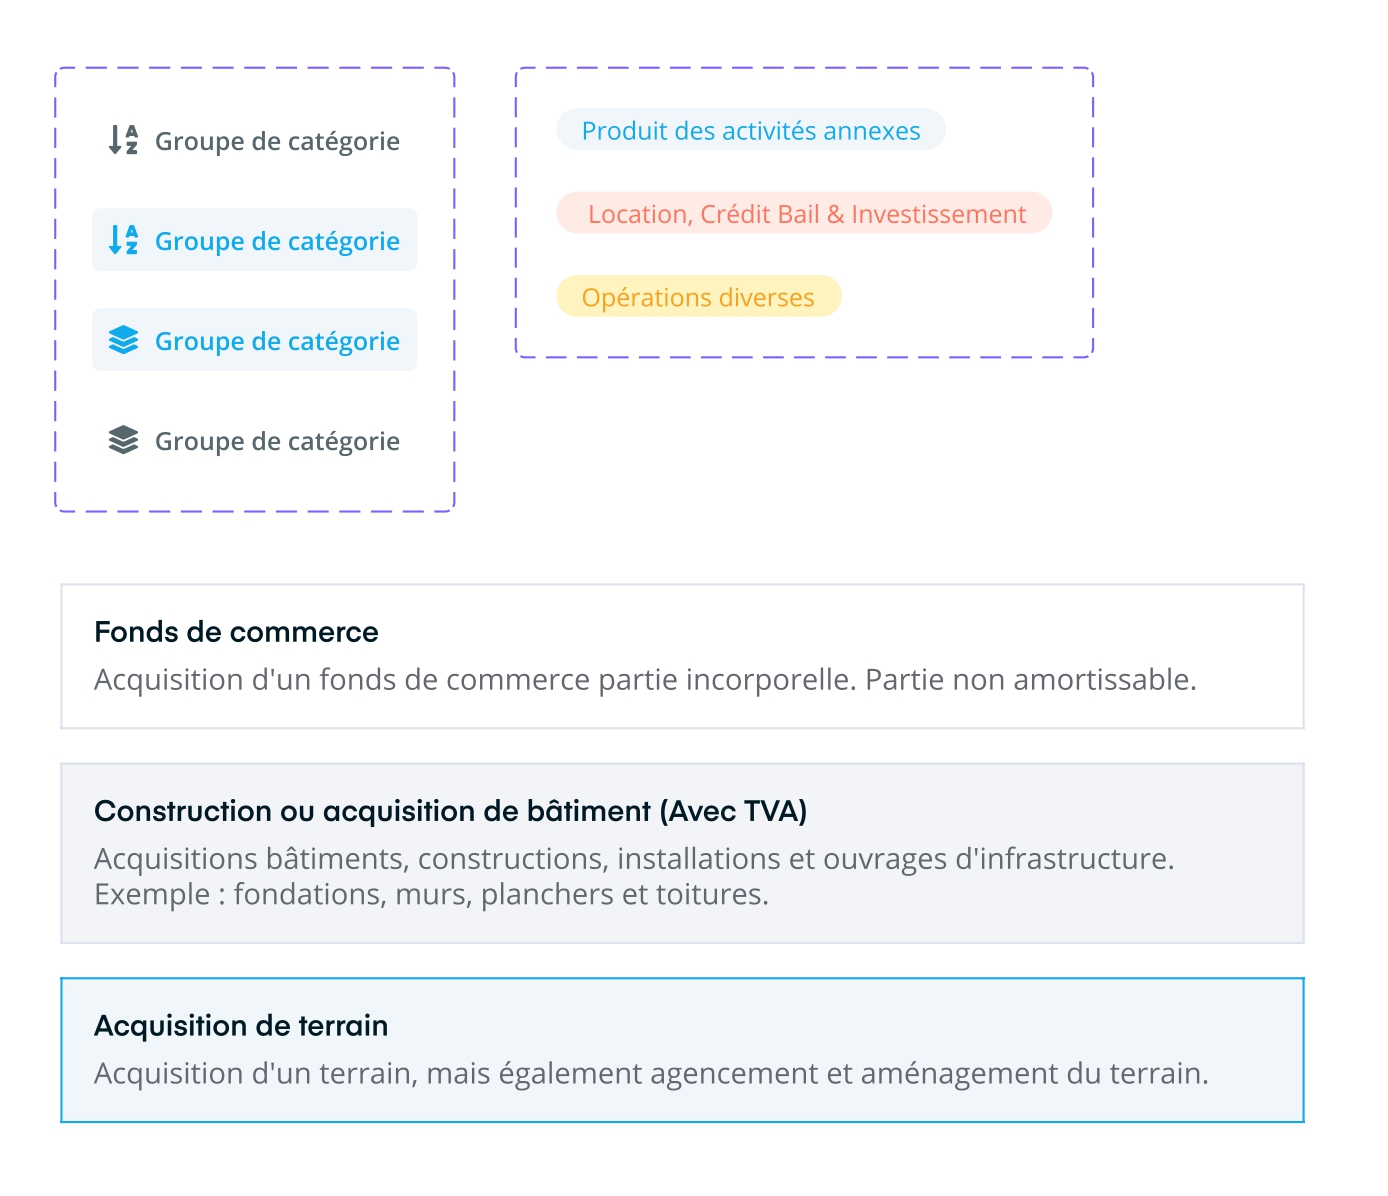 Groupe de catégorie
Groupe de catégorie
Groupe de catégorie
Groupe de catégorie
Produit des activités annexes
Location, Crédit Bail & Investissement
Opérations diverses
Fonds de commerce
Acquisition d'un fonds de commerce partie incorporelle. Partie non amortissable.
Construction ou acquisition de bâtiment (Avec TVA)
Acquisitions bâtiments, constructions, installations et ouvrages d'infrastructure.
Exemple : fondations, murs, planchers et toitures.
Acquisition de terrain
Acquisition d'un terrain, mais également agencement et aménagement du terrain.